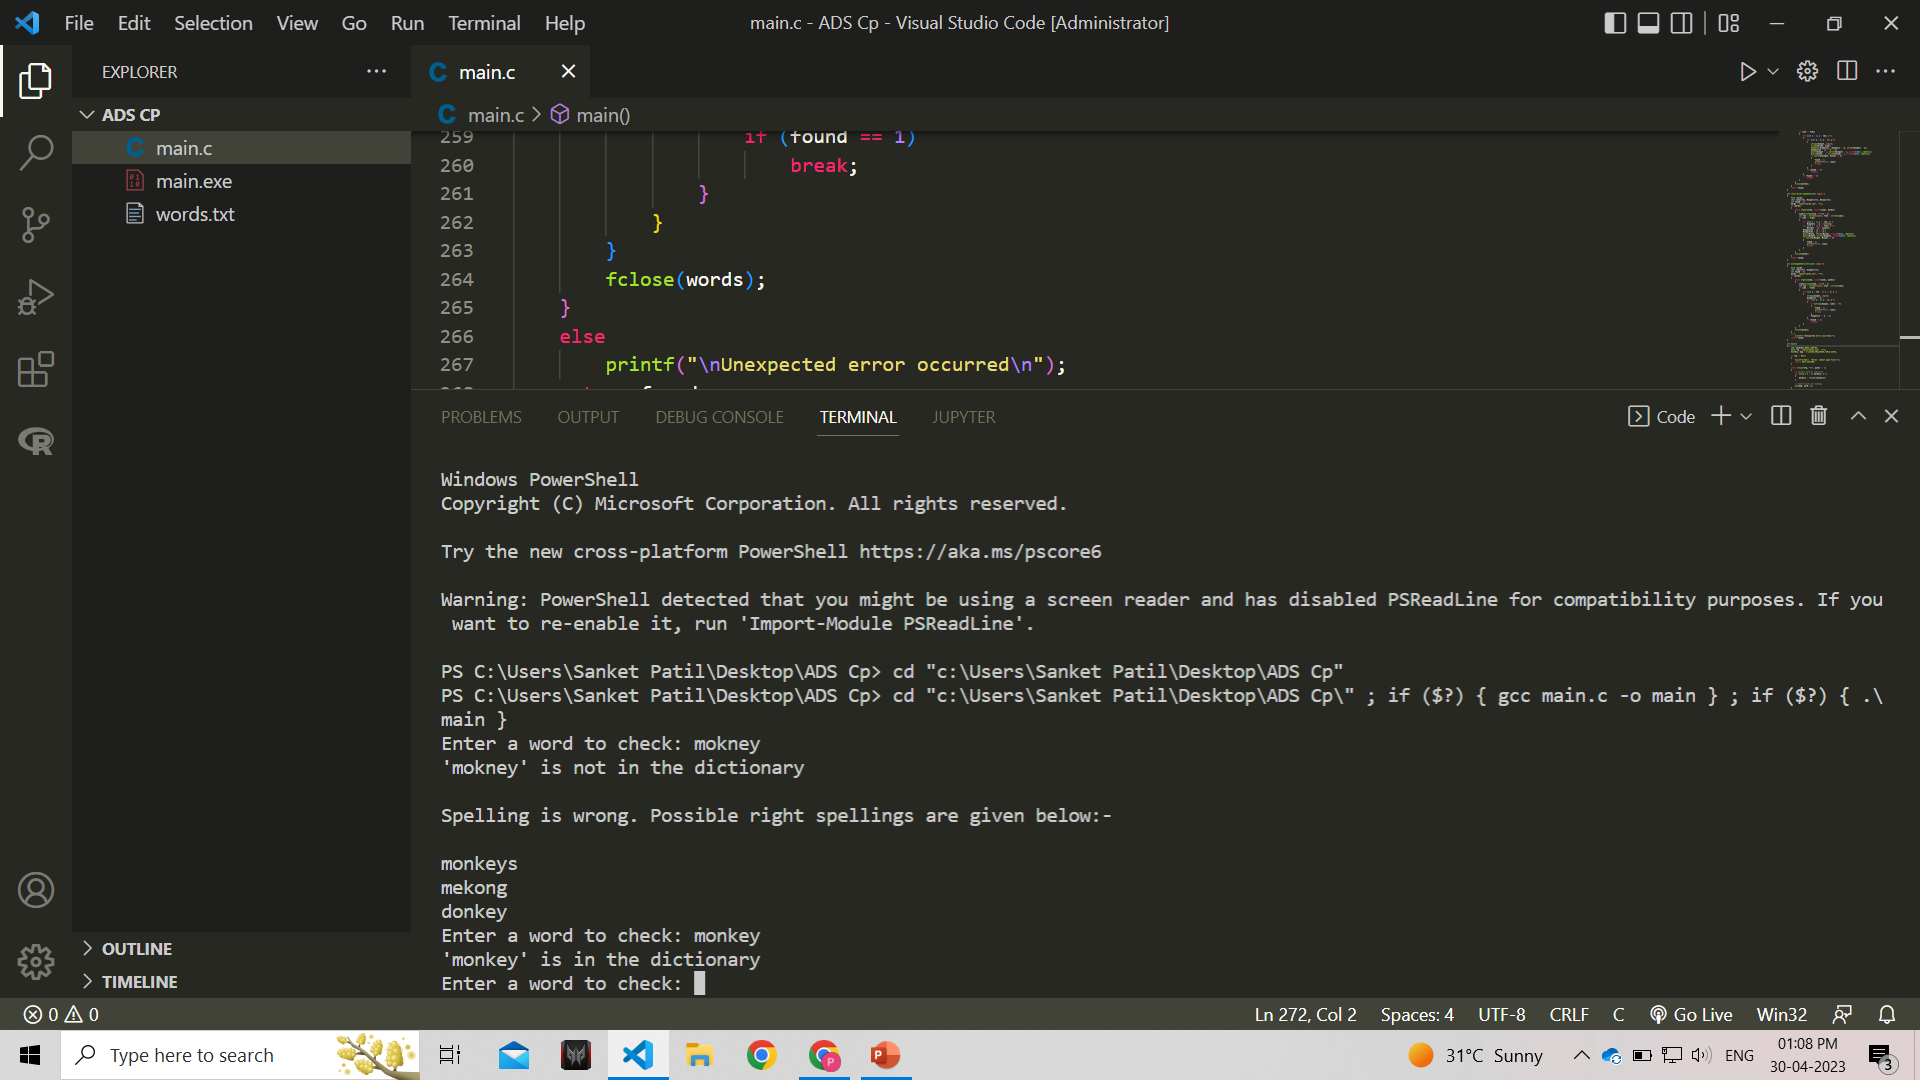 File Edit Selection View Go Run Terminal Help
main.c - ADS Cp - Visual Studio Code [Administrator]
EXPLORER
ADS CP
main.c
main.exe
words.txt
OUTLINE
TIMELINE
main.c
main.c > main()
259 if (found == 1)
260 break;
261 }
262 }
263 }
264 fclose(words);
265 }
266 else
267 printf("\nUnexpected error occurred\n");
PROBLEMS OUTPUT DEBUG CONSOLE TERMINAL JUPYTER
Code
Windows PowerShell
Copyright (C) Microsoft Corporation. All rights reserved.
Try the new cross-platform PowerShell https://aka.ms/pscore6
Warning: PowerShell detected that you might be using a screen reader and has disabled PSReadLine for compatibility purposes. If you
want to re-enable it, run 'Import-Module PSReadLine'.
PS C:\Users\Sanket Patil\Desktop\ADS Cp> cd "c:\Users\Sanket Patil\Desktop\ADS Cp"
PS C:\Users\Sanket Patil\Desktop\ADS Cp> cd "c:\Users\Sanket Patil\Desktop\ADS Cp\" ; if ($?) { gcc main.c -o main } ; if ($?) { .\
main }
Enter a word to check: mokney
'mokney' is not in the dictionary
Spelling is wrong. Possible right spellings are given below:-
monkeys
mekong
donkey
Enter a word to check: monkey
'monkey' is in the dictionary
Enter a word to check:
0 0
Ln 272, Col 2 Spaces: 4 UTF-8 CRLF C Go Live Win32
Type here to search
31°C Sunny
ENG
01:08 PM
30-04-2023
3